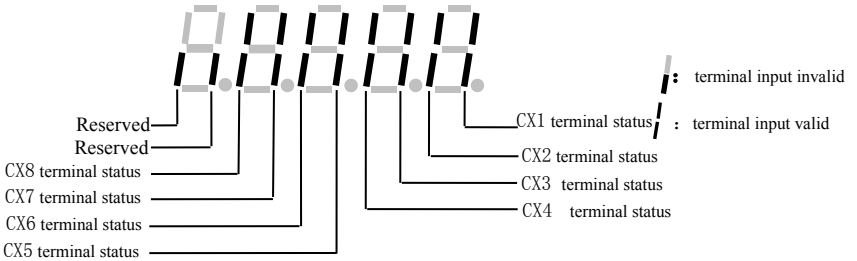 : terminal input invalid
: terminal input valid
Reserved
Reserved
CX8 terminal status
CX7 terminal status
CX6 terminal status
CX5 terminal status
CX1 terminal status
CX2 terminal status
CX3 terminal status
CX4 terminal status